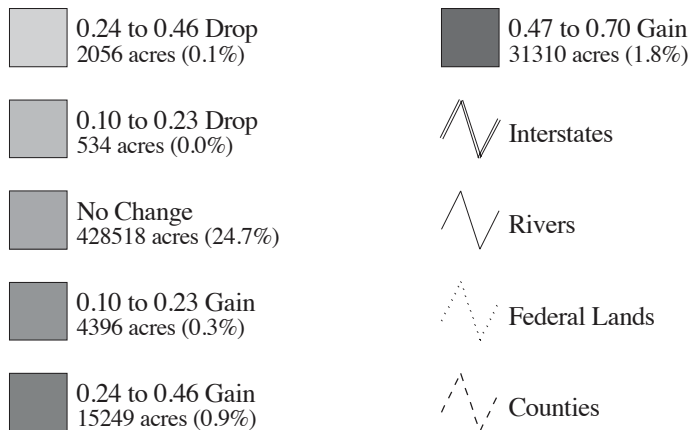 0.24 to 0.46 Drop
2056 acres (0.1%)
0.10 to 0.23 Drop
534 acres (0.0%)
No Change
428518 acres (24.7%)
0.10 to 0.23 Gain
4396 acres (0.3%)
0.24 to 0.46 Gain
15249 acres (0.9%)
0.47 to 0.70 Gain
31310 acres (1.8%)
Interstates
Rivers
Federal Lands
Counties